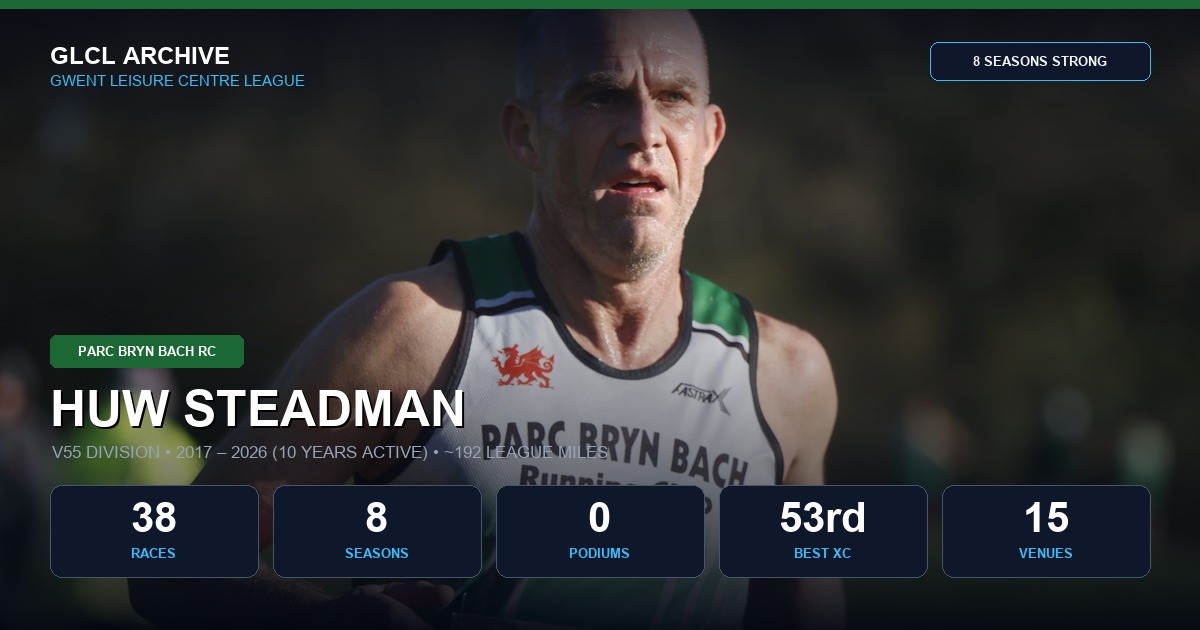 GLCL ARCHIVE
GWENT LEISURE CENTRE LEAGUE
8 SEASONS STRONG
FASTRAX
PARC BRYN BACH
Running
PARC BRYN BACH RC
HUW STEADMAN
V55 DIVISION • 2017 – 2026 (10 YEARS ACTIVE) • ~192 LEAGUE MILES
38
RACES
8
SEASONS
0
PODIUMS
53rd
BEST XC
15
VENUES